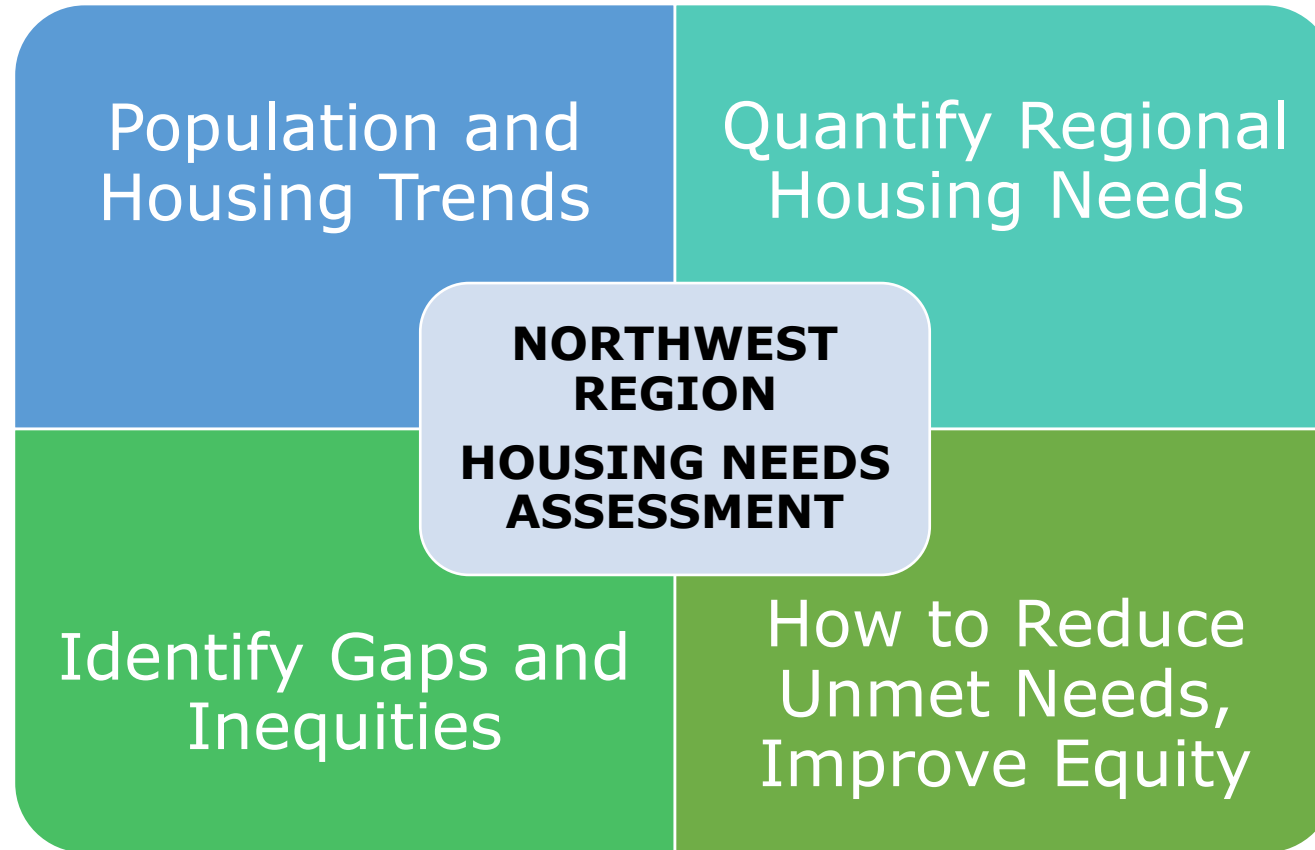 Population and
Housing Trends
Quantify Regional
Housing Needs
NORTHWEST
REGION
HOUSING NEEDS
ASSESSMENT
Identify Gaps and
Inequities
How to Reduce
Unmet Needs,
Improve Equity